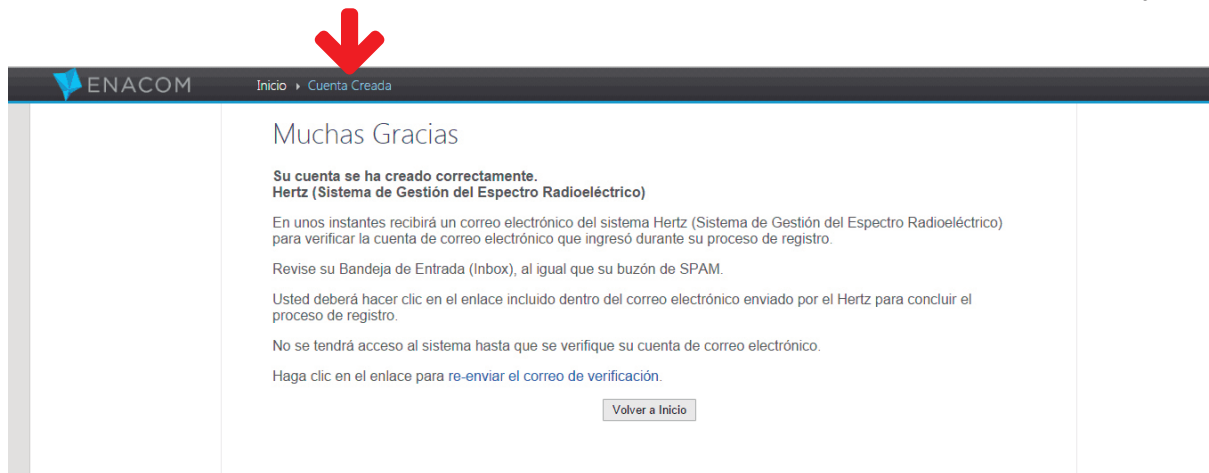 ENACOM
Inicio › Cuenta Creada
Muchas Gracias
Su cuenta se ha creado correctamente.
Hertz (Sistema de Gestión del Espectro Radioeléctrico)
En unos instantes recibirá un correo electrónico del sistema Hertz (Sistema de Gestión del Espectro Radioeléctrico)
para verificar la cuenta de correo electrónico que ingresó durante su proceso de registro.
Revise su Bandeja de Entrada (Inbox), al igual que su buzón de SPAM.
Usted deberá hacer clic en el enlace incluido dentro del correo electrónico enviado por el Hertz para concluir el
proceso de registro.
No se tendrá acceso al sistema hasta que se verifique su cuenta de correo electrónico.
Haga clic en el enlace para re-enviar el correo de verificación.
Volver a Inicio